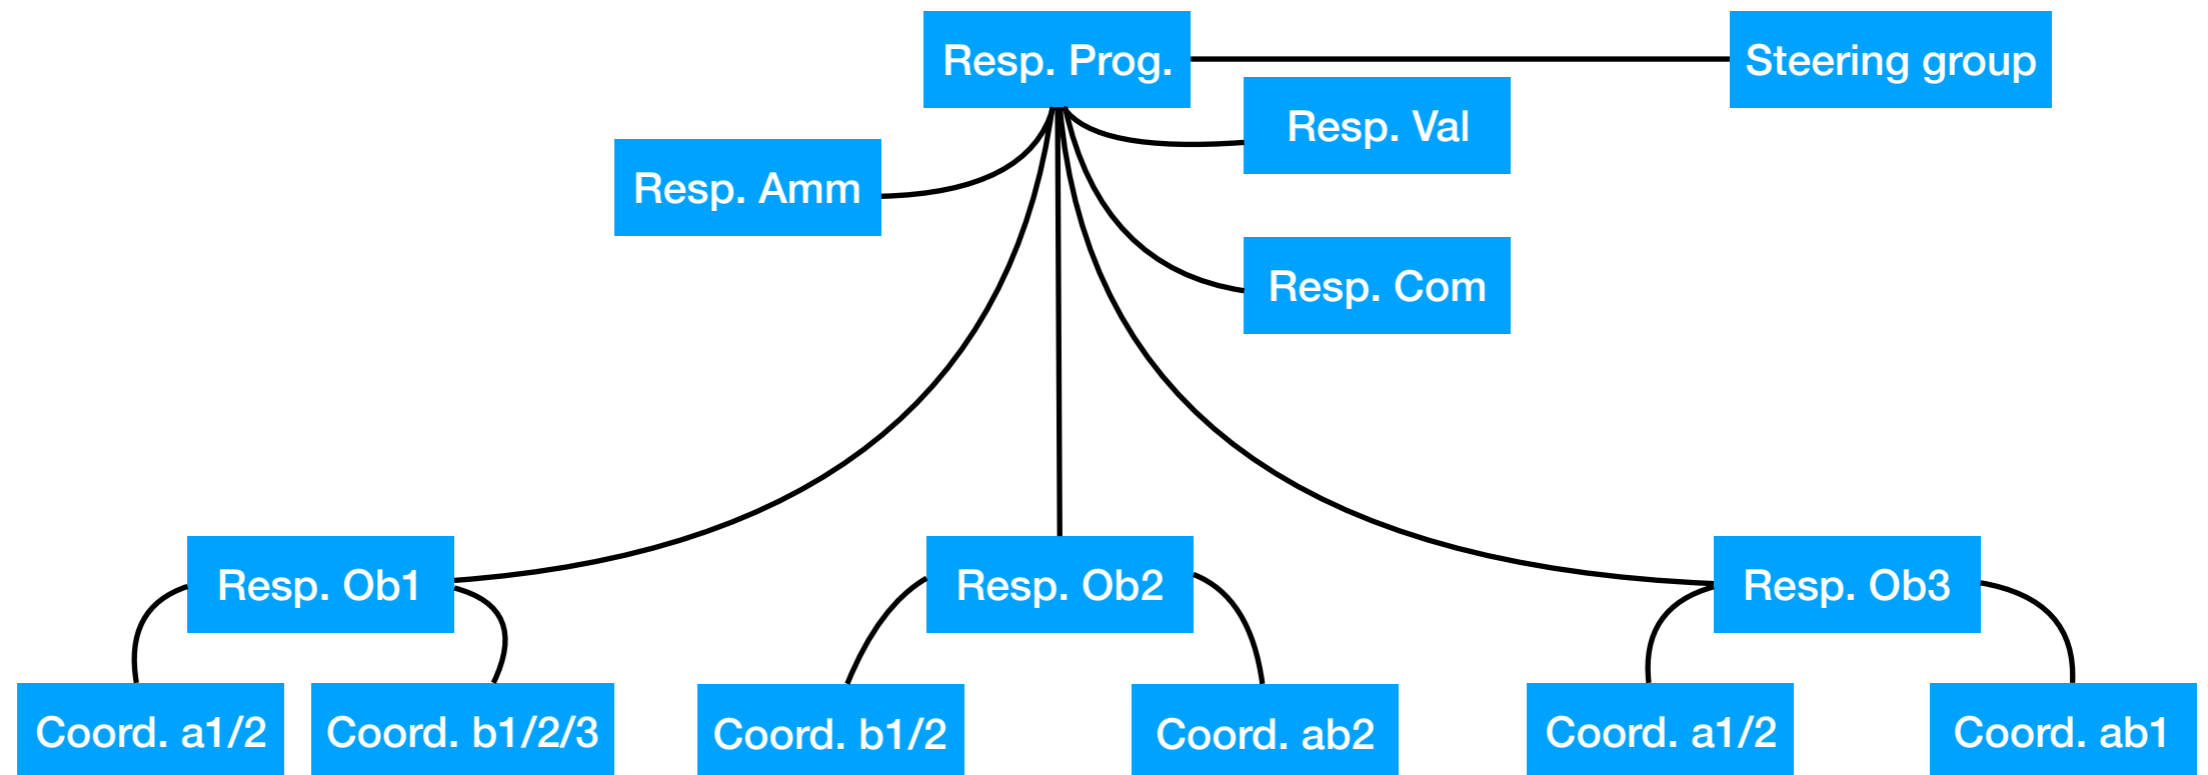 Resp. Prog.
Steering group
Resp. Val
Resp. Amm
Resp. Com
Resp. Ob1
Resp. Ob2
Resp. Ob3
Coord. a1/2
Coord. b1/2/3
Coord. b1/2
Coord. ab2
Coord. a1/2
Coord. ab1